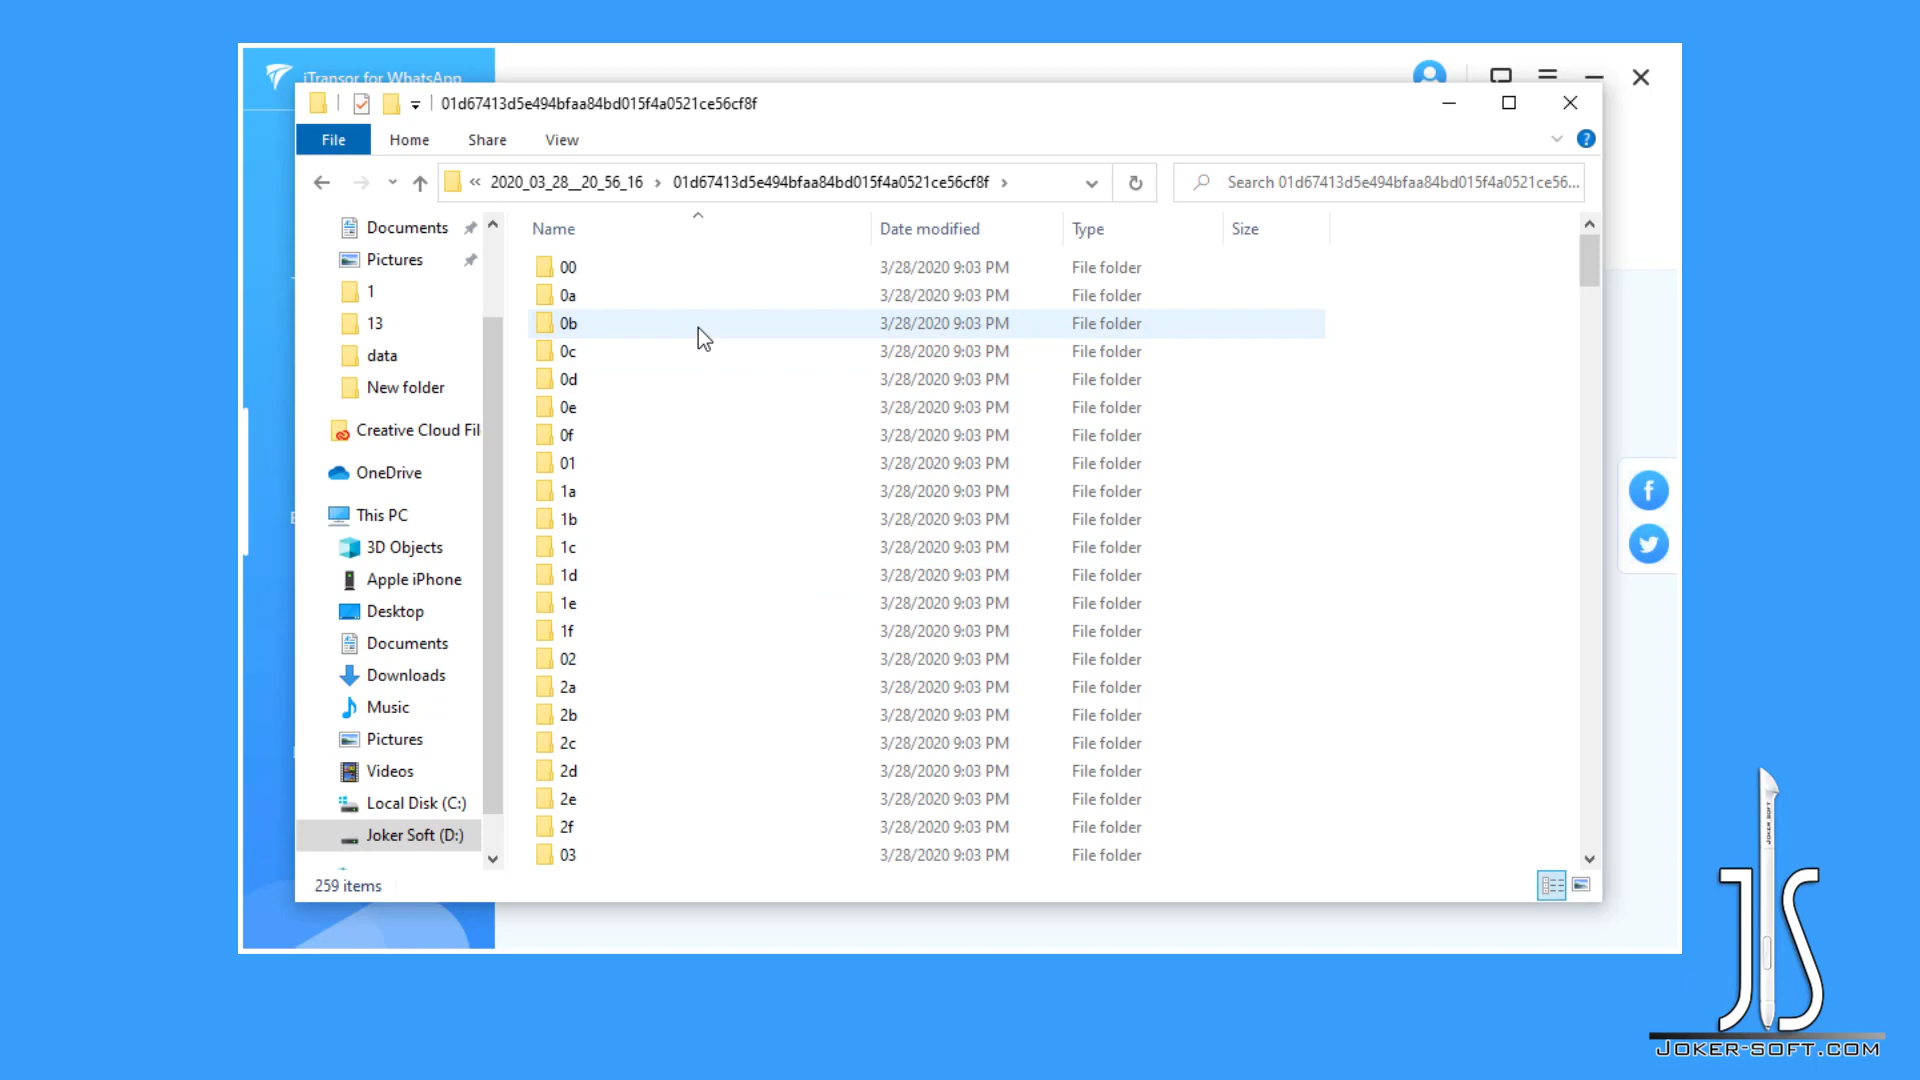 iTransor for WhatsApp
01d67413d5e494bfaa84bd015f4a0521ce56cf8f
File Home Share View
« 2020_03_28__20_56_16 › 01d67413d5e494bfaa84bd015f4a0521ce56cf8f ›
Search 01d67413d5e494bfaa84bd015f4a0521ce56...
Documents
Pictures
1
13
data
New folder
Creative Cloud Fil
OneDrive
This PC
3D Objects
Apple iPhone
Desktop
Documents
Downloads
Music
Pictures
Videos
Local Disk (C:)
Joker Soft (D:)
Name Date modified Type Size
00 3/28/2020 9:03 PM File folder
0a 3/28/2020 9:03 PM File folder
0b 3/28/2020 9:03 PM File folder
0c 3/28/2020 9:03 PM File folder
0d 3/28/2020 9:03 PM File folder
0e 3/28/2020 9:03 PM File folder
0f 3/28/2020 9:03 PM File folder
01 3/28/2020 9:03 PM File folder
1a 3/28/2020 9:03 PM File folder
1b 3/28/2020 9:03 PM File folder
1c 3/28/2020 9:03 PM File folder
1d 3/28/2020 9:03 PM File folder
1e 3/28/2020 9:03 PM File folder
1f 3/28/2020 9:03 PM File folder
02 3/28/2020 9:03 PM File folder
2a 3/28/2020 9:03 PM File folder
2b 3/28/2020 9:03 PM File folder
2c 3/28/2020 9:03 PM File folder
2d 3/28/2020 9:03 PM File folder
2e 3/28/2020 9:03 PM File folder
2f 3/28/2020 9:03 PM File folder
03 3/28/2020 9:03 PM File folder
259 items
JOKER SOFT
JS
JOKER-SOFT.COM